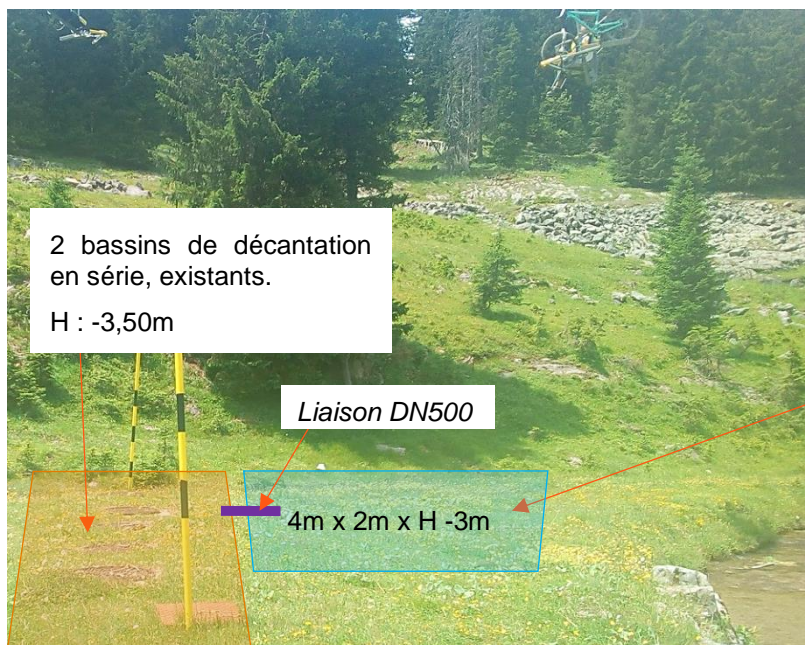 2 bassins de décantation
en série, existants.
H : -3,50m
Liaison DN500
4m x 2m x H -3m